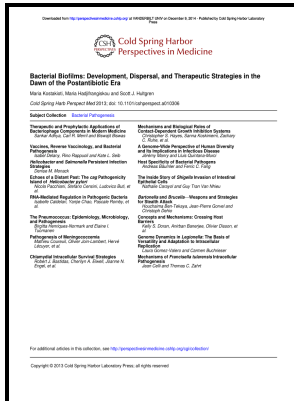 Downloaded from http://perspectivesinmedicine.cshlp.org/ at VANDERBILT UNIV on December 9, 2014 - Published by Cold Spring Harbor Laboratory
Press
CSH
Cold Spring Harbor
Perspectives in Medicine
Bacterial Biofilms: Development, Dispersal, and Therapeutic Strategies in the
Dawn of the Postantibiotic Era
Maria Kostakioti, Maria Hadjifrangiskou and Scott J. Hultgren
Cold Spring Harb Perspect Med 2013; doi: 10.1101/cshperspect.a010306
Subject Collection Bacterial Pathogenesis
Therapeutic and Prophylactic Applications of
Bacteriophage Components in Modern Medicine
Sankar Adhya, Carl R. Merril and Biswajit Biswas
Vaccines, Reverse Vaccinology, and Bacterial
Pathogenesis
Isabel Delany, Rino Rappuoli and Kate L. Seib
Helicobacter and Salmonella Persistent Infection
Strategies
Denise M. Monack
Echoes of a Distant Past: The cag Pathogenicity
Island of Helicobacter pylori
Nicola Pacchiani, Stefano Censini, Ludovico Buti, et
al.
RNA-Mediated Regulation in Pathogenic Bacteria
Isabelle Caldelari, Yanjie Chao, Pascale Romby, et
al.
The Pneumococcus: Epidemiology, Microbiology,
and Pathogenesis
Birgitta Henriques-Normark and Elaine I.
Tuomanen
Pathogenesis of Meningococcemia
Mathieu Coureuil, Olivier Join-Lambert, Hervé
Lécuyer, et al.
Chlamydial Intracellular Survival Strategies
Robert J. Bastidas, Cherilyn A. Elwell, Joanne N.
Engel, et al.
Mechanisms and Biological Roles of
Contact-Dependent Growth Inhibition Systems
Christopher S. Hayes, Sanna Koskiniemi, Zachary
C. Ruhe, et al.
A Genome-Wide Perspective of Human Diversity
and Its Implications in Infectious Disease
Jérémy Manry and Lluis Quintana-Murci
Host Specificity of Bacterial Pathogens
Andreas Bäumler and Ferric C. Fang
The Inside Story of Shigella Invasion of Intestinal
Epithelial Cells
Nathalie Carayol and Guy Tran Van Nhieu
Bartonella and Brucella—Weapons and Strategies
for Stealth Attack
Houchaima Ben-Tekaya, Jean-Pierre Gorvel and
Christoph Dehio
Concepts and Mechanisms: Crossing Host
Barriers
Kelly S. Doran, Anirban Banerjee, Olivier Disson, et
al.
Genome Dynamics in Legionella: The Basis of
Versatility and Adaptation to Intracellular
Replication
Laura Gomez-Valero and Carmen Buchrieser
Mechanisms of Francisella tularensis Intracellular
Pathogenesis
Jean Celli and Thomas C. Zahrt
For additional articles in this collection, see http://perspectivesinmedicine.cshlp.org/cgi/collection/
Copyright © 2013 Cold Spring Harbor Laboratory Press; all rights reserved